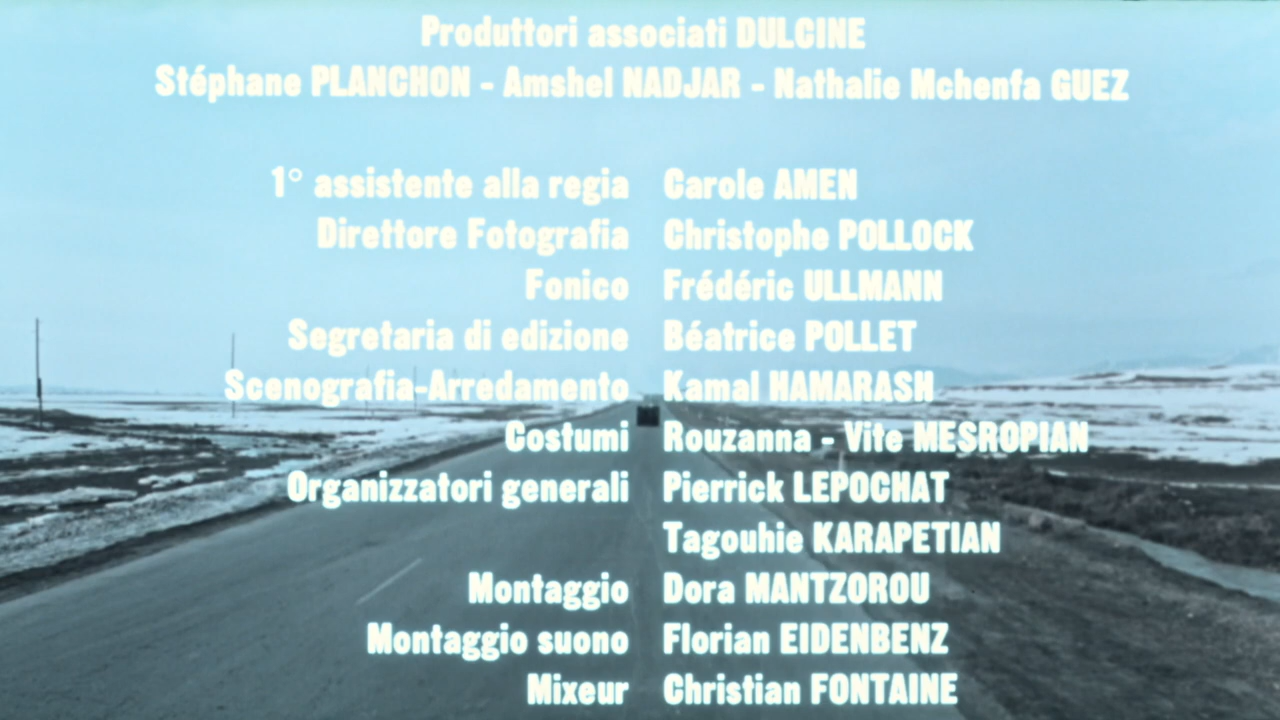 Produttori associati DULCINE
Stéphane PLANCHON - Amshel NADJAR - Nathalie Mchenfa GUEZ
1° assistente alla regia Carole AMEN
Direttore Fotografia Christophe POLLOCK
Fonico Frédéric ULLMANN
Segretaria di edizione Béatrice POLLET
Scenografia-Arredamento Kamal HAMARASH
Costumi Rouzanna - Vite MESROPIAN
Organizzatori generali Pierrick LEPOCHAT
Tagouhie KARAPETIAN
Montaggio Dora MANTZOROU
Montaggio suono Florian EIDENBENZ
Mixeur Christian FONTAINE